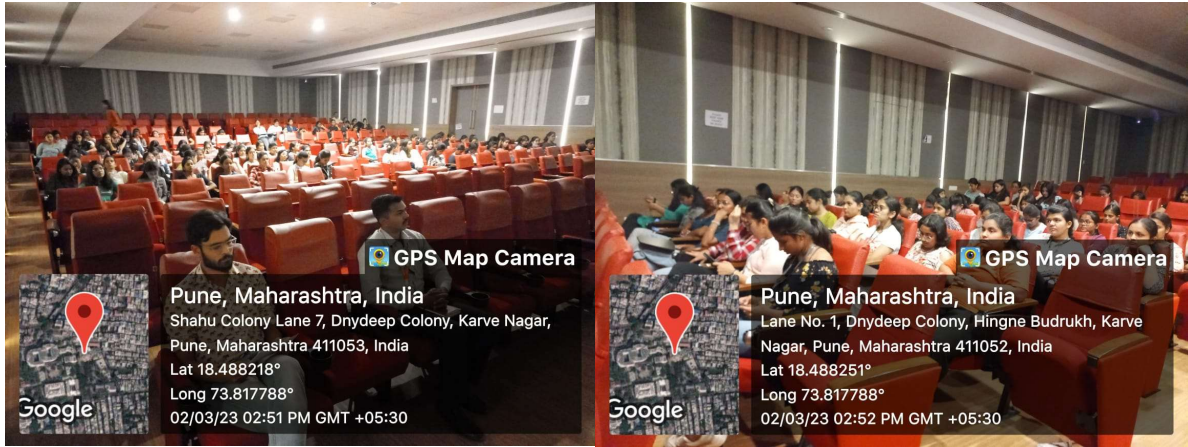 GPS Map Camera
Pune, Maharashtra, India
Shahu Colony Lane 7, Dnydeep Colony, Karve Nagar,
Pune, Maharashtra 411053, India
Lat 18.488218°
Long 73.817788°
02/03/23 02:51 PM GMT +05:30
Google
GPS Map Camera
Pune, Maharashtra, India
Lane No. 1, Dnydeep Colony, Hingne Budrukh, Karve
Nagar, Pune, Maharashtra 411052, India
Lat 18.488251°
Long 73.817788°
02/03/23 02:52 PM GMT +05:30
Google